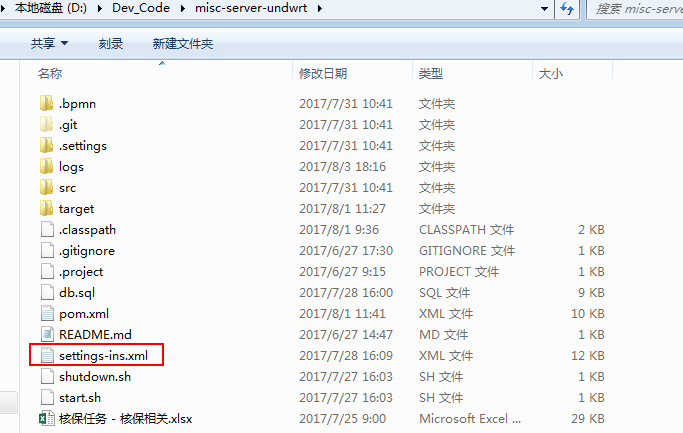 本地磁盘 (D:) Dev_Code misc-server-undwrt 搜索 misc-serv
共享 刻录 新建文件夹
名称 修改日期 类型 大小
.bpmn 2017/7/31 10:41 文件夹
.git 2017/7/31 10:41 文件夹
.settings 2017/7/31 10:41 文件夹
logs 2017/8/3 18:16 文件夹
src 2017/7/31 10:41 文件夹
target 2017/8/1 11:27 文件夹
.classpath 2017/8/1 9:36 CLASSPATH 文件 2 KB
.gitignore 2017/6/27 17:30 GITIGNORE 文件 1 KB
.project 2017/6/27 9:15 PROJECT 文件 1 KB
db.sql 2017/7/28 16:00 SQL 文件 9 KB
pom.xml 2017/8/1 11:41 XML 文件 10 KB
README.md 2017/6/27 14:47 MD 文件 1 KB
settings-ins.xml 2017/7/28 16:09 XML 文件 12 KB
shutdown.sh 2017/7/27 16:03 SH 文件 1 KB
start.sh 2017/7/27 16:03 SH 文件 1 KB
核保任务 - 核保相关.xlsx 2017/7/25 9:00 Microsoft Excel ... 29 KB